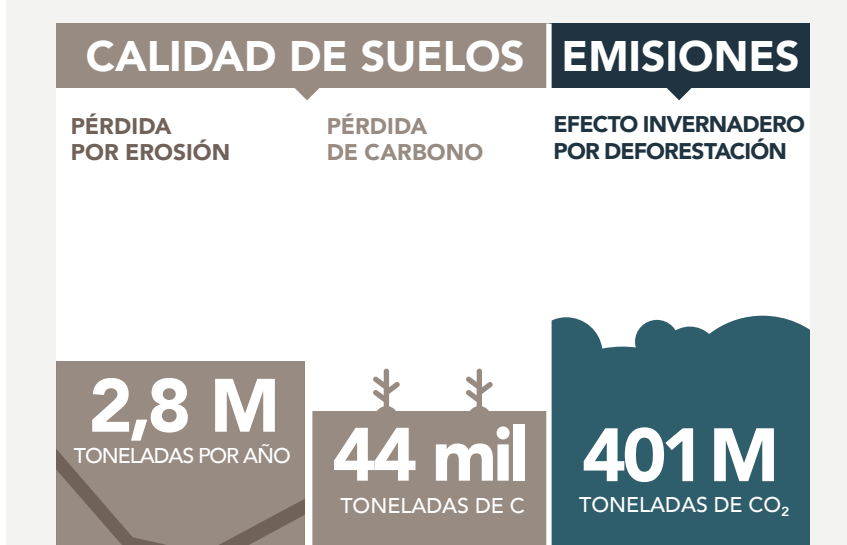 CALIDAD DE SUELOS
EMISIONES
PÉRDIDA
POR EROSIÓN
PÉRDIDA
DE CARBONO
EFECTO INVERNADERO
POR DEFORESTACIÓN
2,8 M
TONELADAS POR AÑO
44 mil
TONELADAS DE C
401 M
TONELADAS DE CO₂